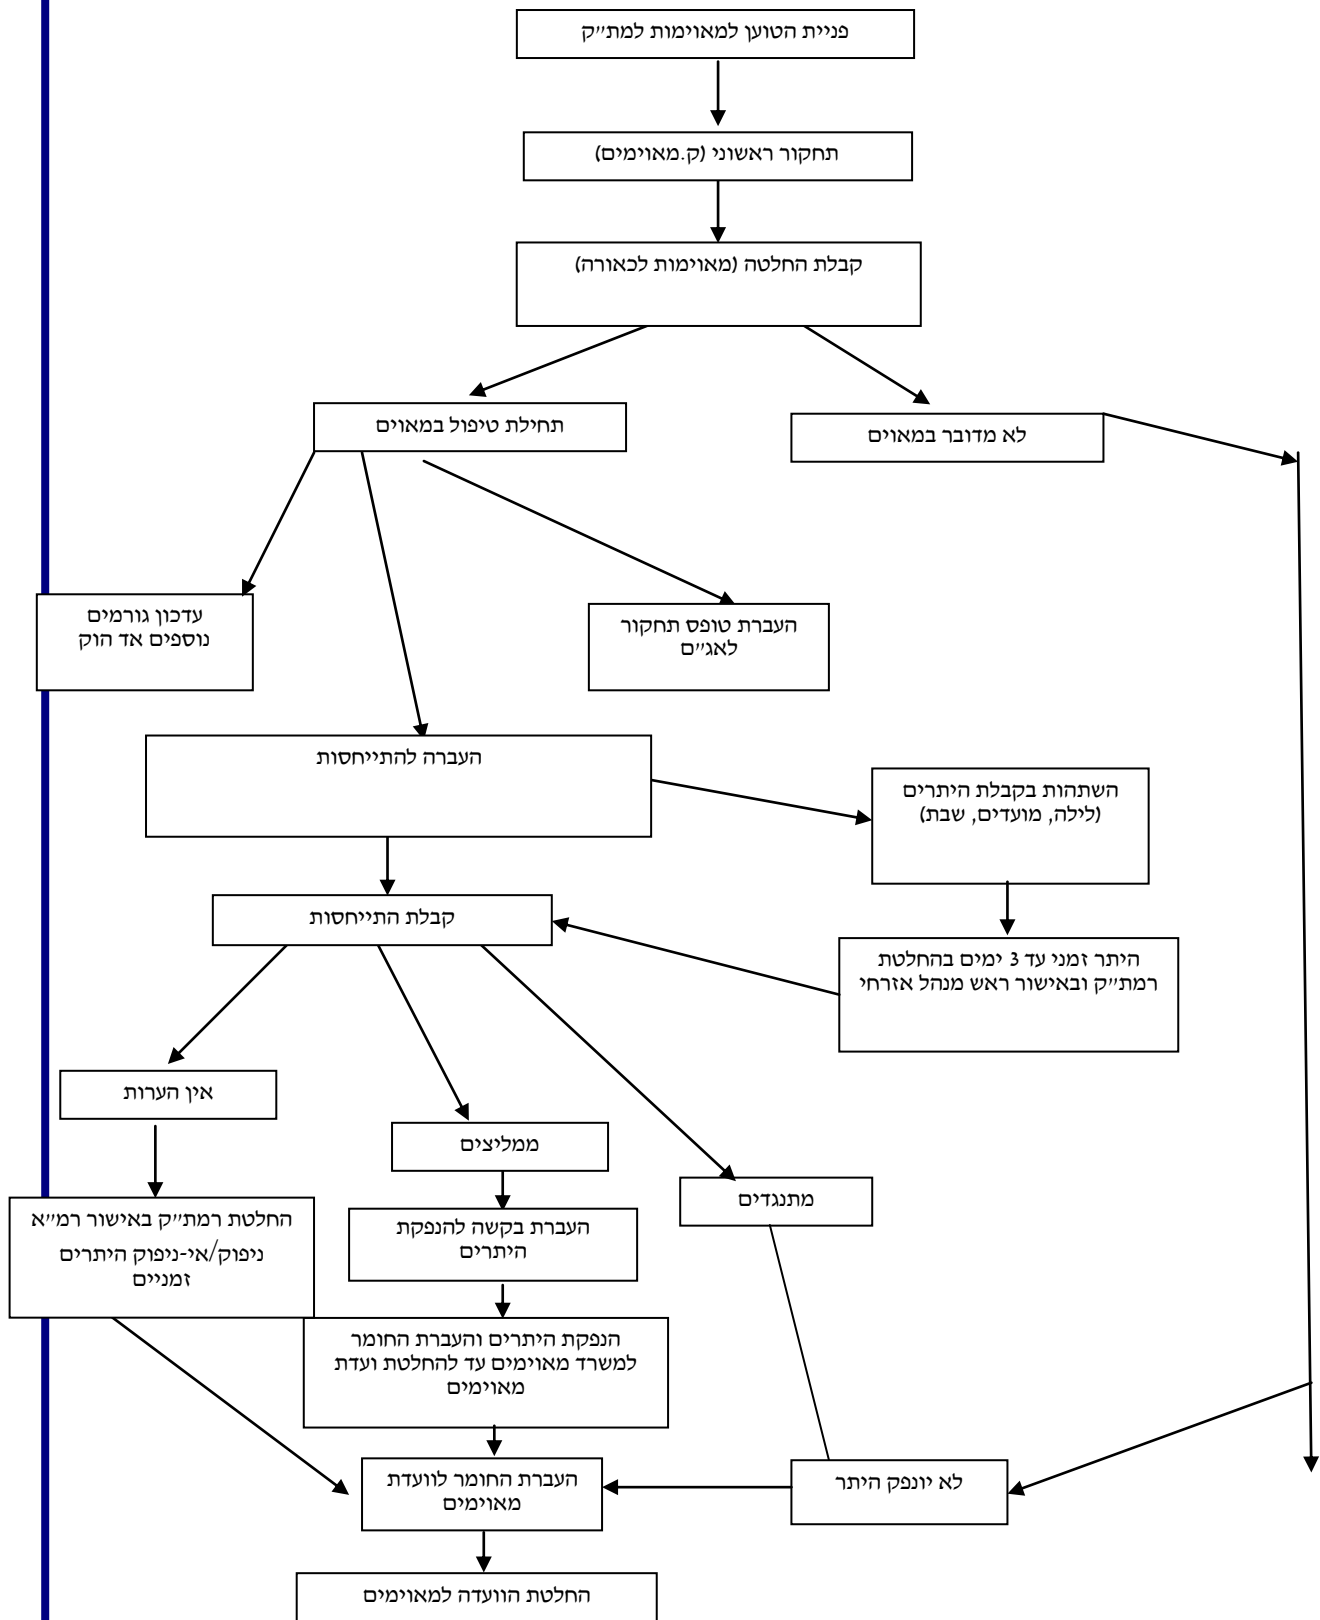 פניית הטוען למאוימות למת״ק
תחקור ראשוני (ק.מאוימים)
קבלת החלטה (מאוימות לכאורה)
תחילת טיפול במאוים
לא מדובר במאוים
עדכון גורמים
נוספים אד הוק
העברת טופס תחקור
לאג״ם
העברה להתייחסות
השתהות בקבלת היתרים
(לילה, מועדים, שבת)
קבלת התייחסות
היתר זמני עד 3 ימים בהחלטת
רמת״ק ובאישור ראש מנהל אזרחי
אין הערות
ממליצים
מתנגדים
החלטת רמת״ק באישור רמ״א
ניפוק/אי-ניפוק היתרים
זמניים
העברת בקשה להנפקת
היתרים
הנפקת היתרים והעברת החומר
למשרד מאוימים עד להחלטת ועדת
מאוימים
העברת החומר לוועדת
מאוימים
לא יונפק היתר
החלטת הוועדה למאוימים